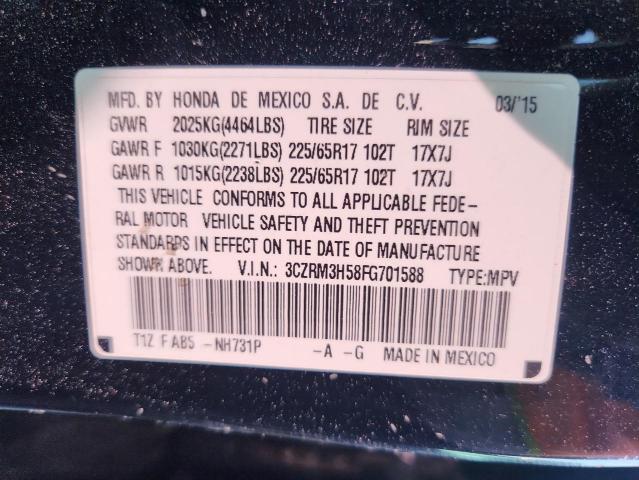 MFD. BY HONDA DE MEXICO S.A. DE C.V. 03/'15
GVWR 2025KG(4464LBS) TIRE SIZE RIM SIZE
GAWR F 1030KG(2271LBS) 225/65R17 102T 17X7J
GAWR R 1015KG(2238LBS) 225/65R17 102T 17X7J
THIS VEHICLE CONFORMS TO ALL APPLICABLE FEDE-
RAL MOTOR VEHICLE SAFETY AND THEFT PREVENTION
STANDARDS IN EFFECT ON THE DATE OF MANUFACTURE
SHOWN ABOVE. V.I.N.: 3CZRM3H58FG701588 TYPE:MPV
T1Z F AB5 -NH731P -A -G MADE IN MEXICO